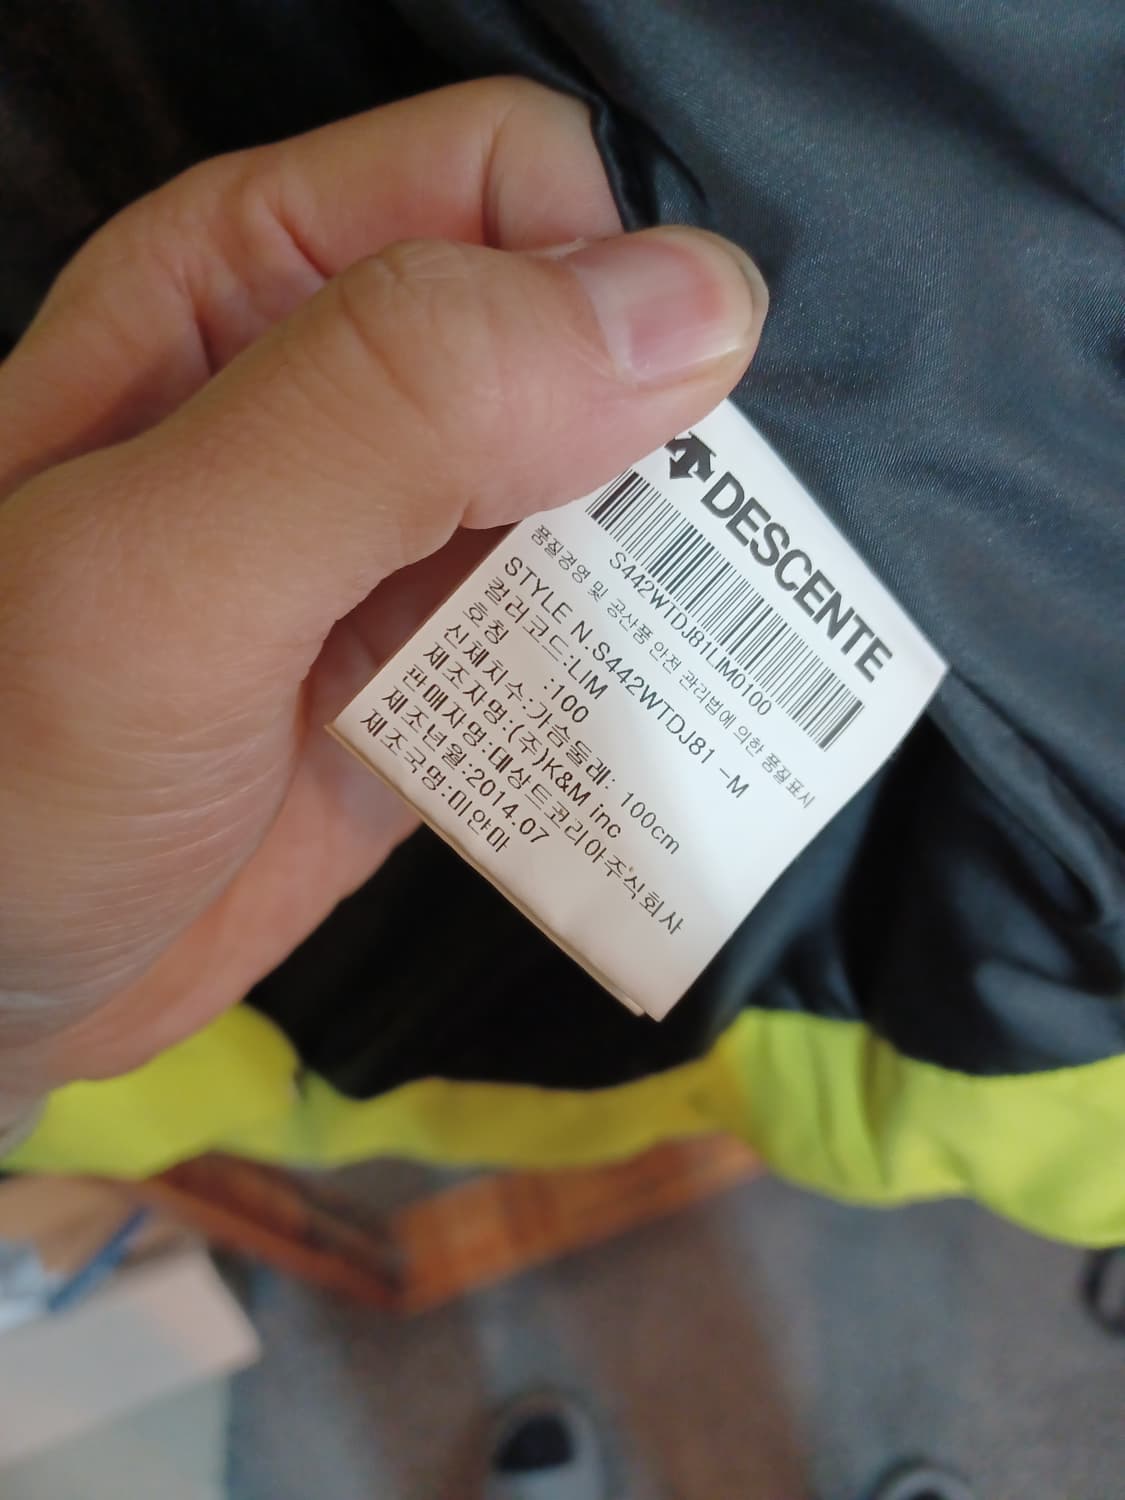 DESCENTE
S442WTDJ81LIM0100
품질경영 및 공산품 안전 관리법에 의한 품질표시
STYLE N.S442WTDJ81 -M
컬러코드:LIM
호칭 :100
신체치수:가슴둘레: 100cm
제조자명:(주)K&M inc
판매자명:데상트코리아주식회사
제조년월:2014.07
제조국명:미얀마